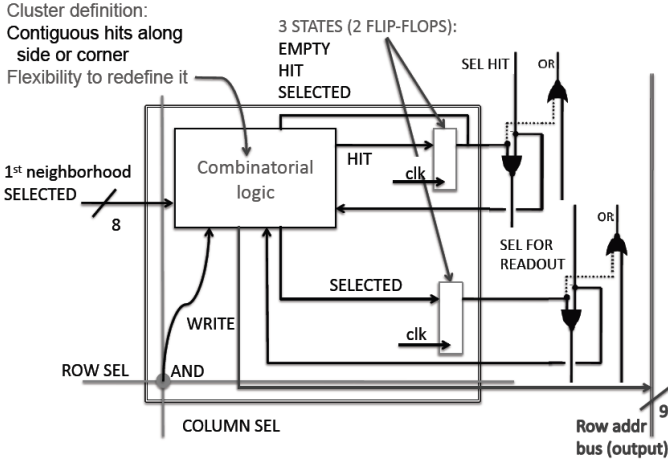 Cluster definition:
Contiguous hits along
side or corner
Flexibility to redefine it
3 STATES (2 FLIP-FLOPS):
EMPTY
HIT
SELECTED
SEL HIT
OR
1st neighborhood
SELECTED
8
Combinatorial
logic
HIT
clk
SEL FOR
READOUT
OR
SELECTED
clk
WRITE
ROW SEL
AND
COLUMN SEL
9
Row addr
bus (output)